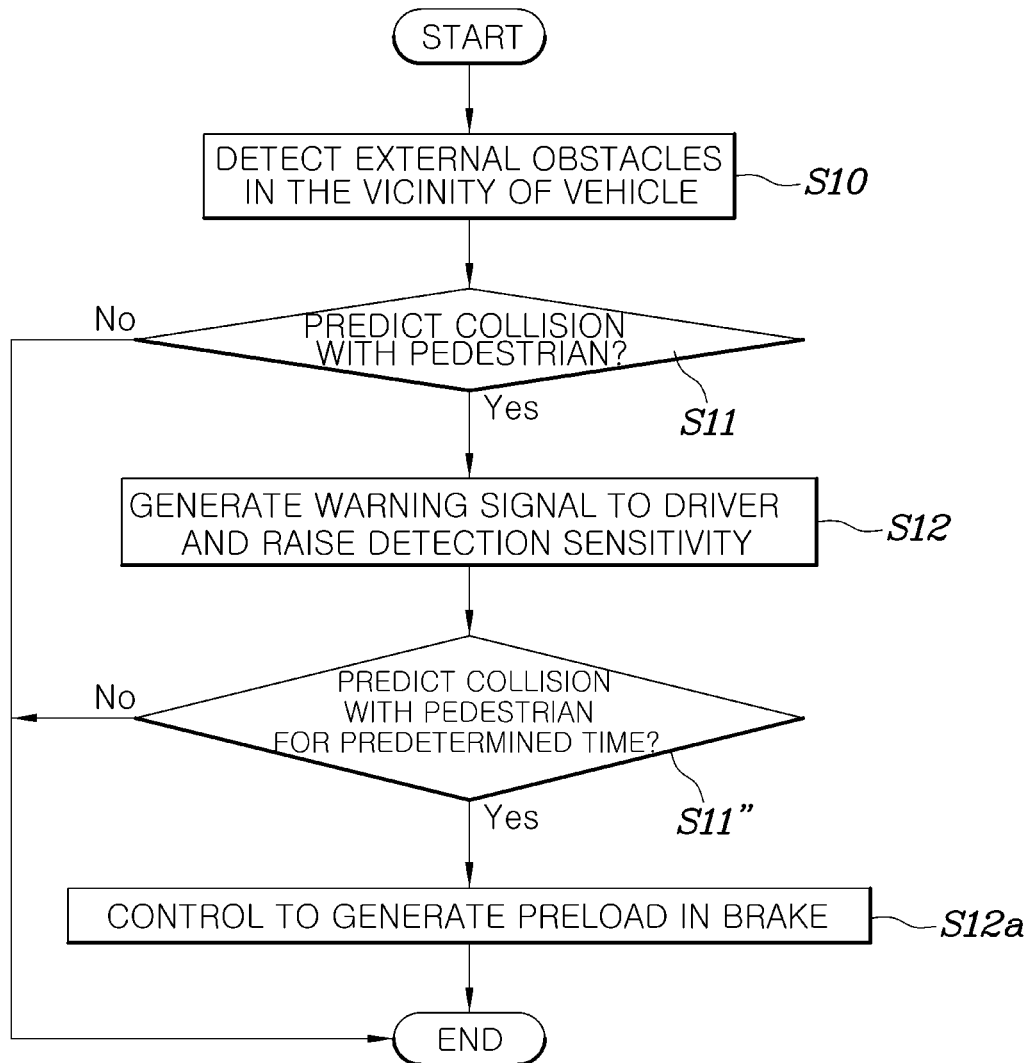 START
DETECT EXTERNAL OBSTACLES
IN THE VICINITY OF VEHICLE
S10
No
PREDICT COLLISION
WITH PEDESTRIAN?
S11
Yes
GENERATE WARNING SIGNAL TO DRIVER
AND RAISE DETECTION SENSITIVITY
S12
No
PREDICT COLLISION
WITH PEDESTRIAN
FOR PREDETERMINED TIME?
S11”
Yes
CONTROL TO GENERATE PRELOAD IN BRAKE
S12a
END